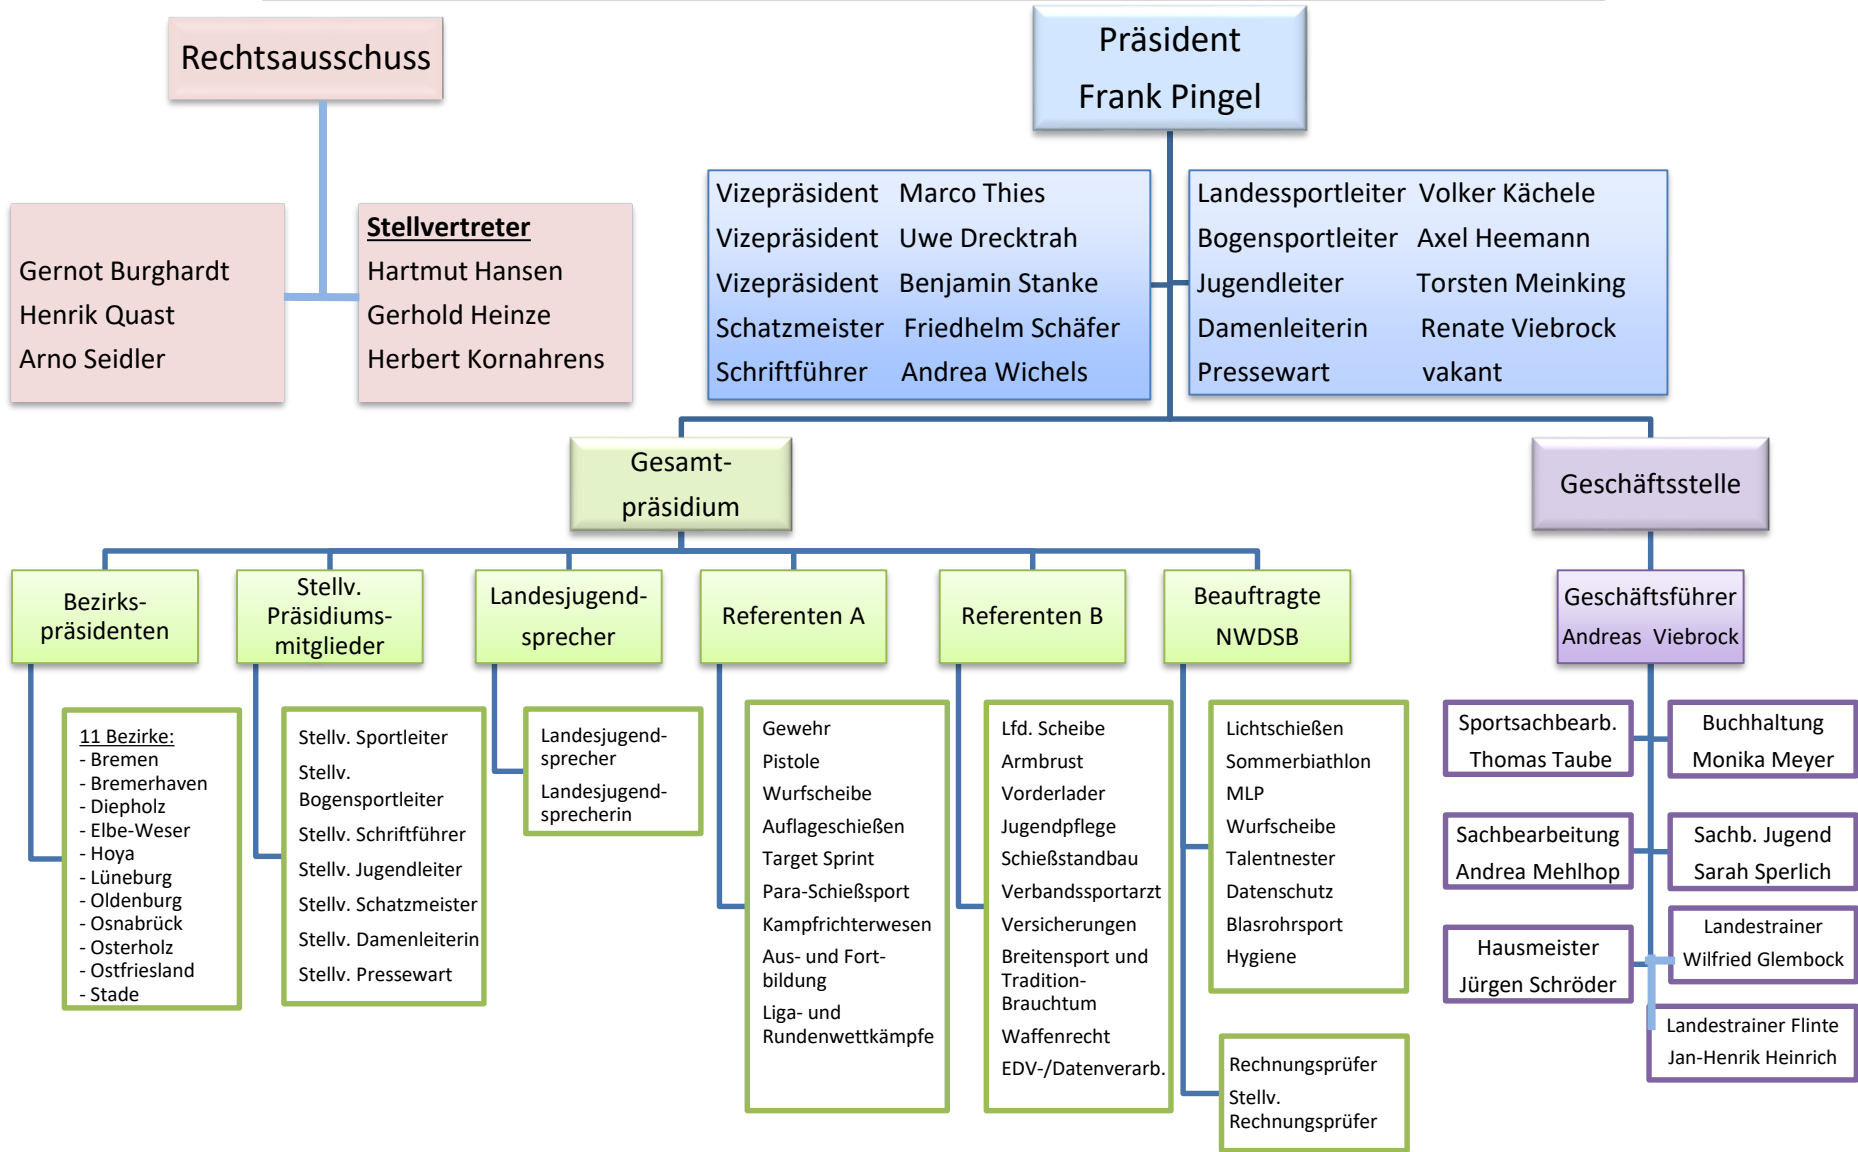 Rechtsausschuss
Präsident
Frank Pingel
Gernot Burghardt
Henrik Quast
Arno Seidler
Stellvertreter
Hartmut Hansen
Gerhold Heinze
Herbert Kornahrens
Vizepräsident Marco Thies
Vizepräsident Uwe Drecktrah
Vizepräsident Benjamin Stanke
Schatzmeister Friedhelm Schäfer
Schriftführer Andrea Wichels
Landessportleiter Volker Kächele
Bogensportleiter Axel Heemann
Jugendleiter Torsten Meinking
Damenleiterin Renate Viebrock
Pressewart vakant
Gesamt-
präsidium
Geschäftsstelle
Bezirks-
präsidenten
Stellv.
Präsidiums-
mitglieder
Landesjugend-
sprecher
Referenten A
Referenten B
Beauftragte
NWDSB
Geschäftsführer
Andreas Viebrock
11 Bezirke:
- Bremen
- Bremerhaven
- Diepholz
- Elbe-Weser
- Hoya
- Lüneburg
- Oldenburg
- Osnabrück
- Osterholz
- Ostfriesland
- Stade
Stellv. Sportleiter
Stellv.
Bogensportleiter
Stellv. Schriftführer
Stellv. Jugendleiter
Stellv. Schatzmeister
Stellv. Damenleiterin
Stellv. Pressewart
Landesjugend-
sprecher
Landesjugend-
sprecherin
Gewehr
Pistole
Wurfscheibe
Auflageschießen
Target Sprint
Para-Schießsport
Kampfrichterwesen
Aus- und Fort-
bildung
Liga- und
Rundenwettkämpfe
Lfd. Scheibe
Armbrust
Vorderlader
Jugendpflege
Schießstandbau
Verbandssportarzt
Versicherungen
Breitensport und
Tradition-
Brauchtum
Waffenrecht
EDV-/Datenverarb.
Lichtschießen
Sommerbiathlon
MLP
Wurfscheibe
Talentnester
Datenschutz
Blasrohrsport
Hygiene
Rechnungsprüfer
Stellv.
Rechnungsprüfer
Sportsachbearb.
Thomas Taube
Buchhaltung
Monika Meyer
Sachbearbeitung
Andrea Mehlhop
Sachb. Jugend
Sarah Sperlich
Hausmeister
Jürgen Schröder
Landestrainer
Wilfried Glembock
Landestrainer Flinte
Jan-Henrik Heinrich